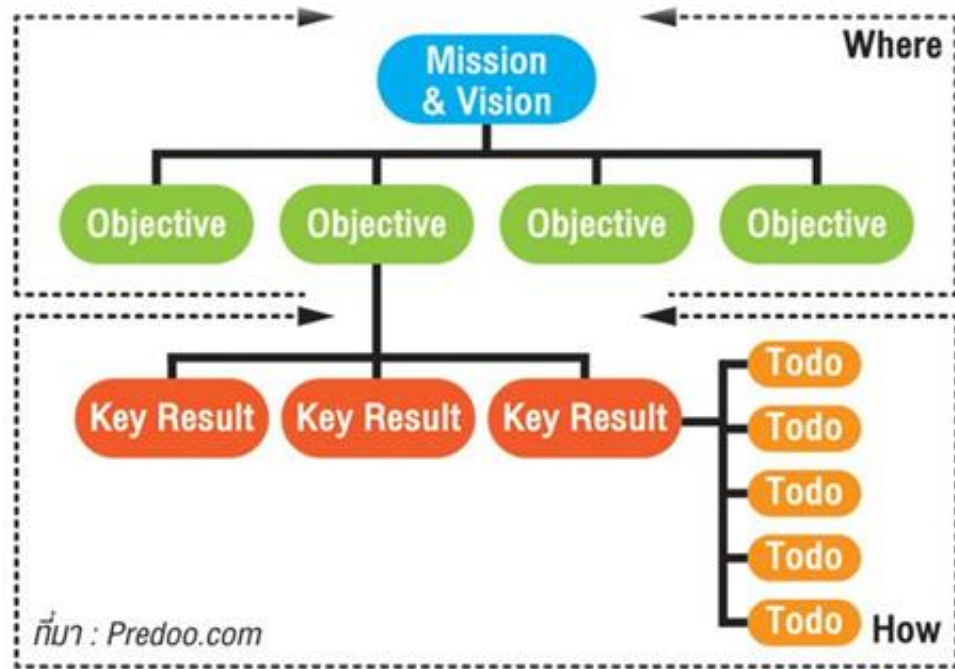 Where
Mission
& Vision
Objective
Objective
Objective
Objective
Key Result
Key Result
Key Result
Todo
Todo
Todo
Todo
Todo
ที่มา : Predoo.com
How